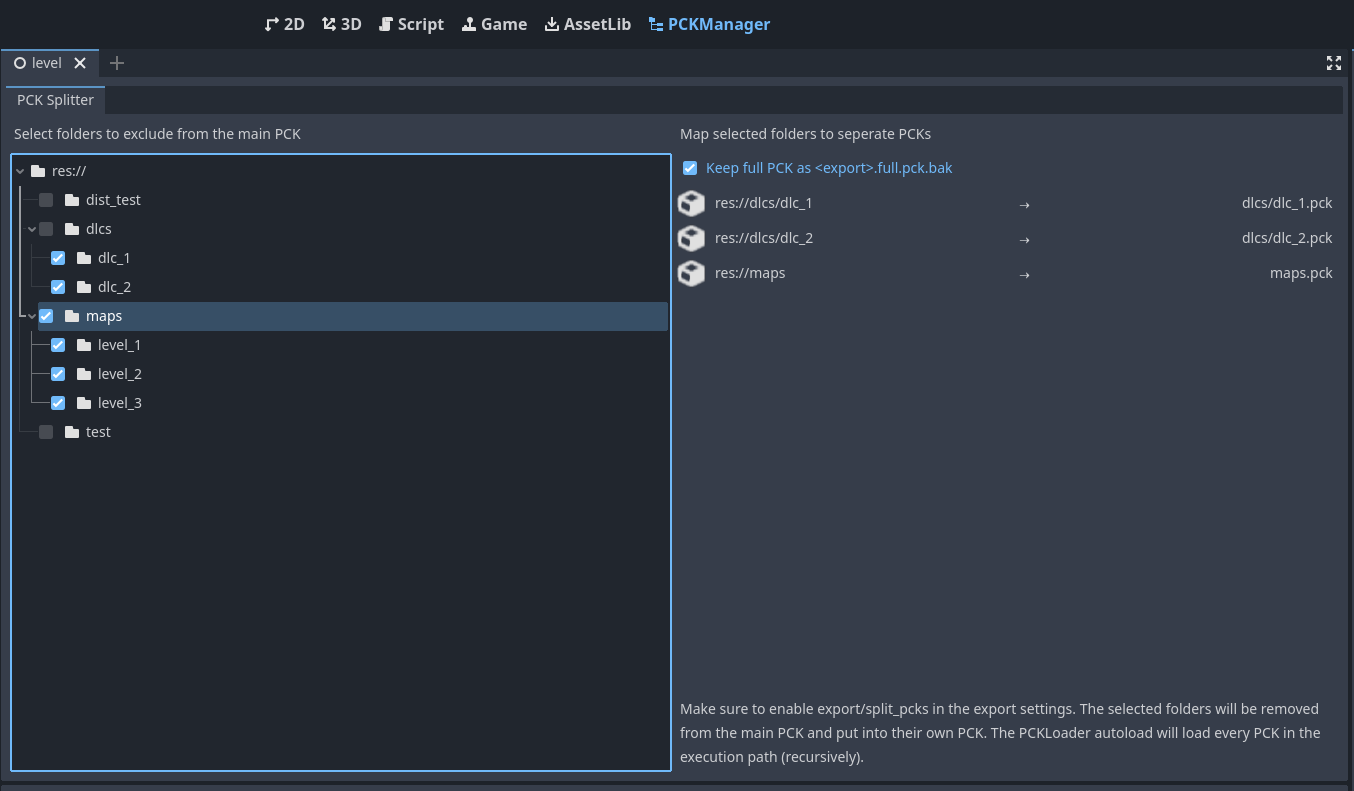 2D 3D Script Game AssetLib PCKManager
level
PCK Splitter
Select folders to exclude from the main PCK
res://
dist_test
dlcs
dlc_1
dlc_2
maps
level_1
level_2
level_3
test
Map selected folders to seperate PCKs
Keep full PCK as <export>.full.pck.bak
res://dlcs/dlc_1 → dlcs/dlc_1.pck
res://dlcs/dlc_2 → dlcs/dlc_2.pck
res://maps → maps.pck
Make sure to enable export/split_pcks in the export settings. The selected folders will be removed
from the main PCK and put into their own PCK. The PCKLoader autoload will load every PCK in the
execution path (recursively).